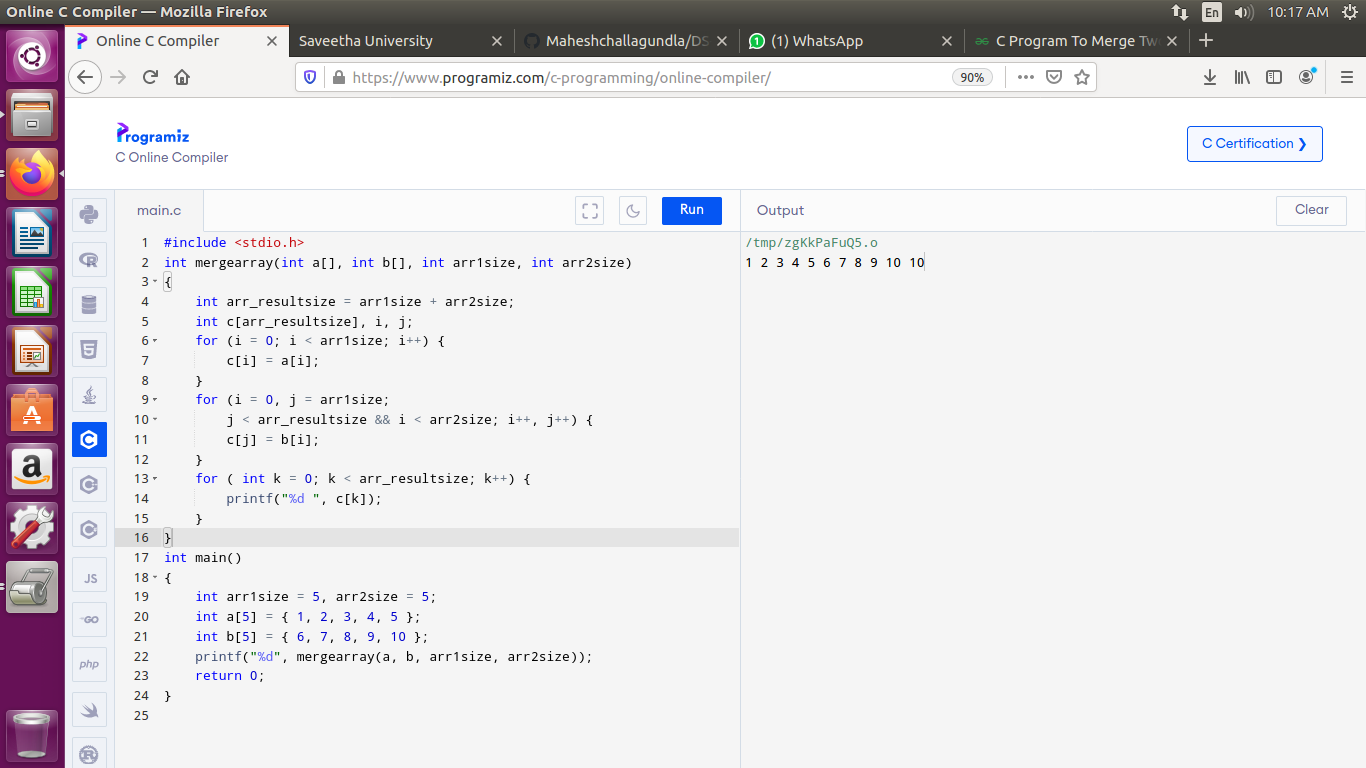 Online C Compiler — Mozilla Firefox
En
10:17 AM
Online C Compiler
Saveetha University
Maheshchallagundla/DS
(1) WhatsApp
C Program To Merge Tw
https://www.programiz.com/c-programming/online-compiler/
90%
Programiz
C Online Compiler
C Certification ❯
main.c
Run
Output
Clear
1 #include <stdio.h>
2 int mergearray(int a[], int b[], int arr1size, int arr2size)
3 {
4     int arr_resultsize = arr1size + arr2size;
5     int c[arr_resultsize], i, j;
6     for (i = 0; i < arr1size; i++) {
7         c[i] = a[i];
8     }
9     for (i = 0, j = arr1size;
10         j < arr_resultsize && i < arr2size; i++, j++) {
11         c[j] = b[i];
12     }
13     for ( int k = 0; k < arr_resultsize; k++) {
14         printf("%d ", c[k]);
15     }
16 }
17 int main()
18 {
19     int arr1size = 5, arr2size = 5;
20     int a[5] = { 1, 2, 3, 4, 5 };
21     int b[5] = { 6, 7, 8, 9, 10 };
22     printf("%d", mergearray(a, b, arr1size, arr2size));
23     return 0;
24 }
25
/tmp/zgKkPaFuQ5.o
1 2 3 4 5 6 7 8 9 10 10
JS
GO
php